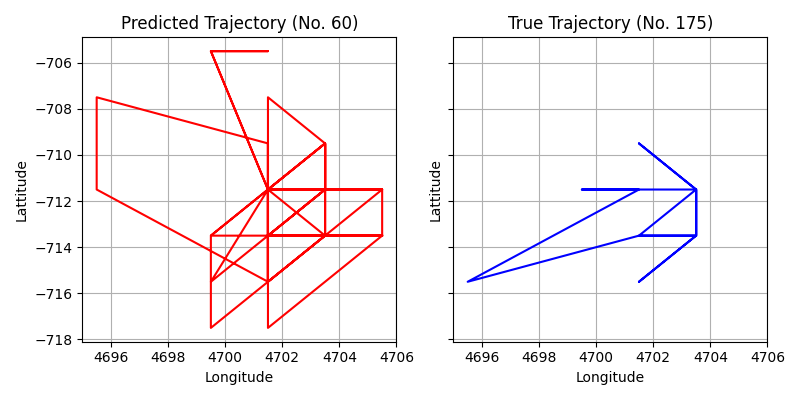 Predicted Trajectory (No. 60)
True Trajectory (No. 175)
−706
−708
−710
−712
−714
−716
−718
Lattitude
Lattitude
4696 4698 4700 4702 4704 4706
4696 4698 4700 4702 4704 4706
Longitude
Longitude